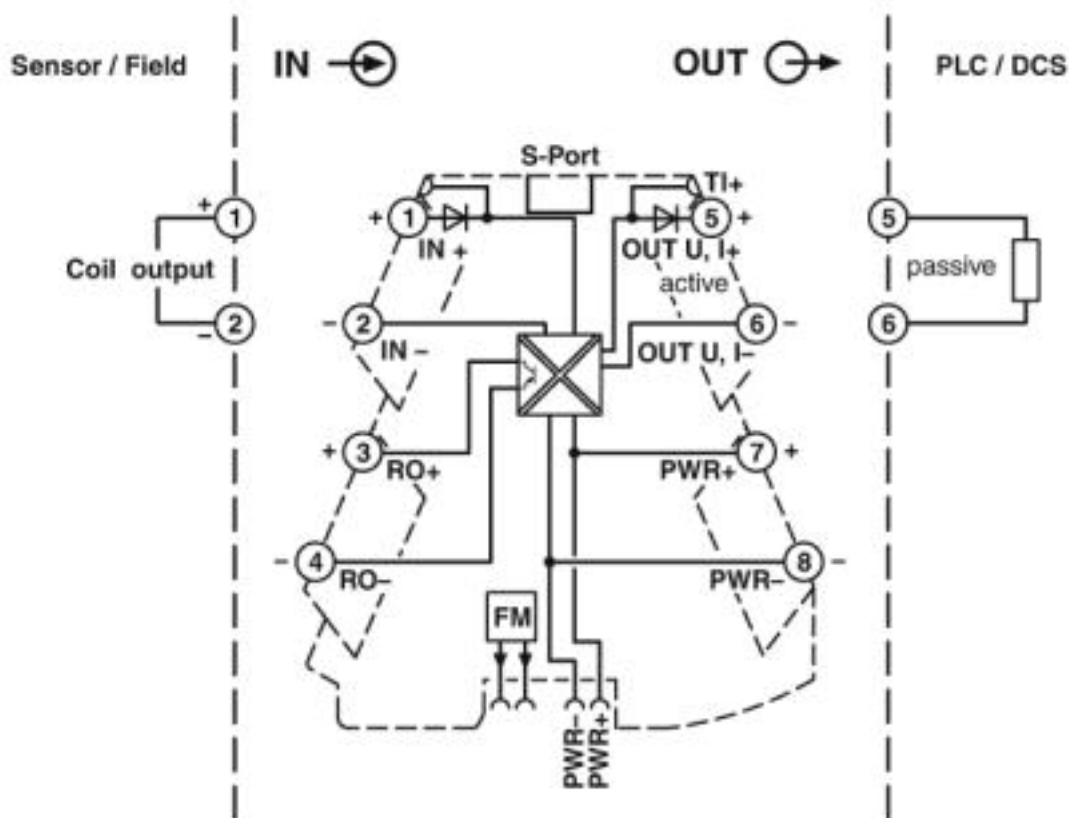 Sensor / Field
IN
OUT
PLC / DCS
S-Port
TI+
+ 1
+ 1
5 +
5
IN +
OUT U, I+
Coil output
active
passive
– 2
– 2
6 –
6
IN –
OUT U, I–
+ 3
7 +
RO+
PWR+
– 4
8 –
RO–
PWR–
FM
PWR–
PWR+